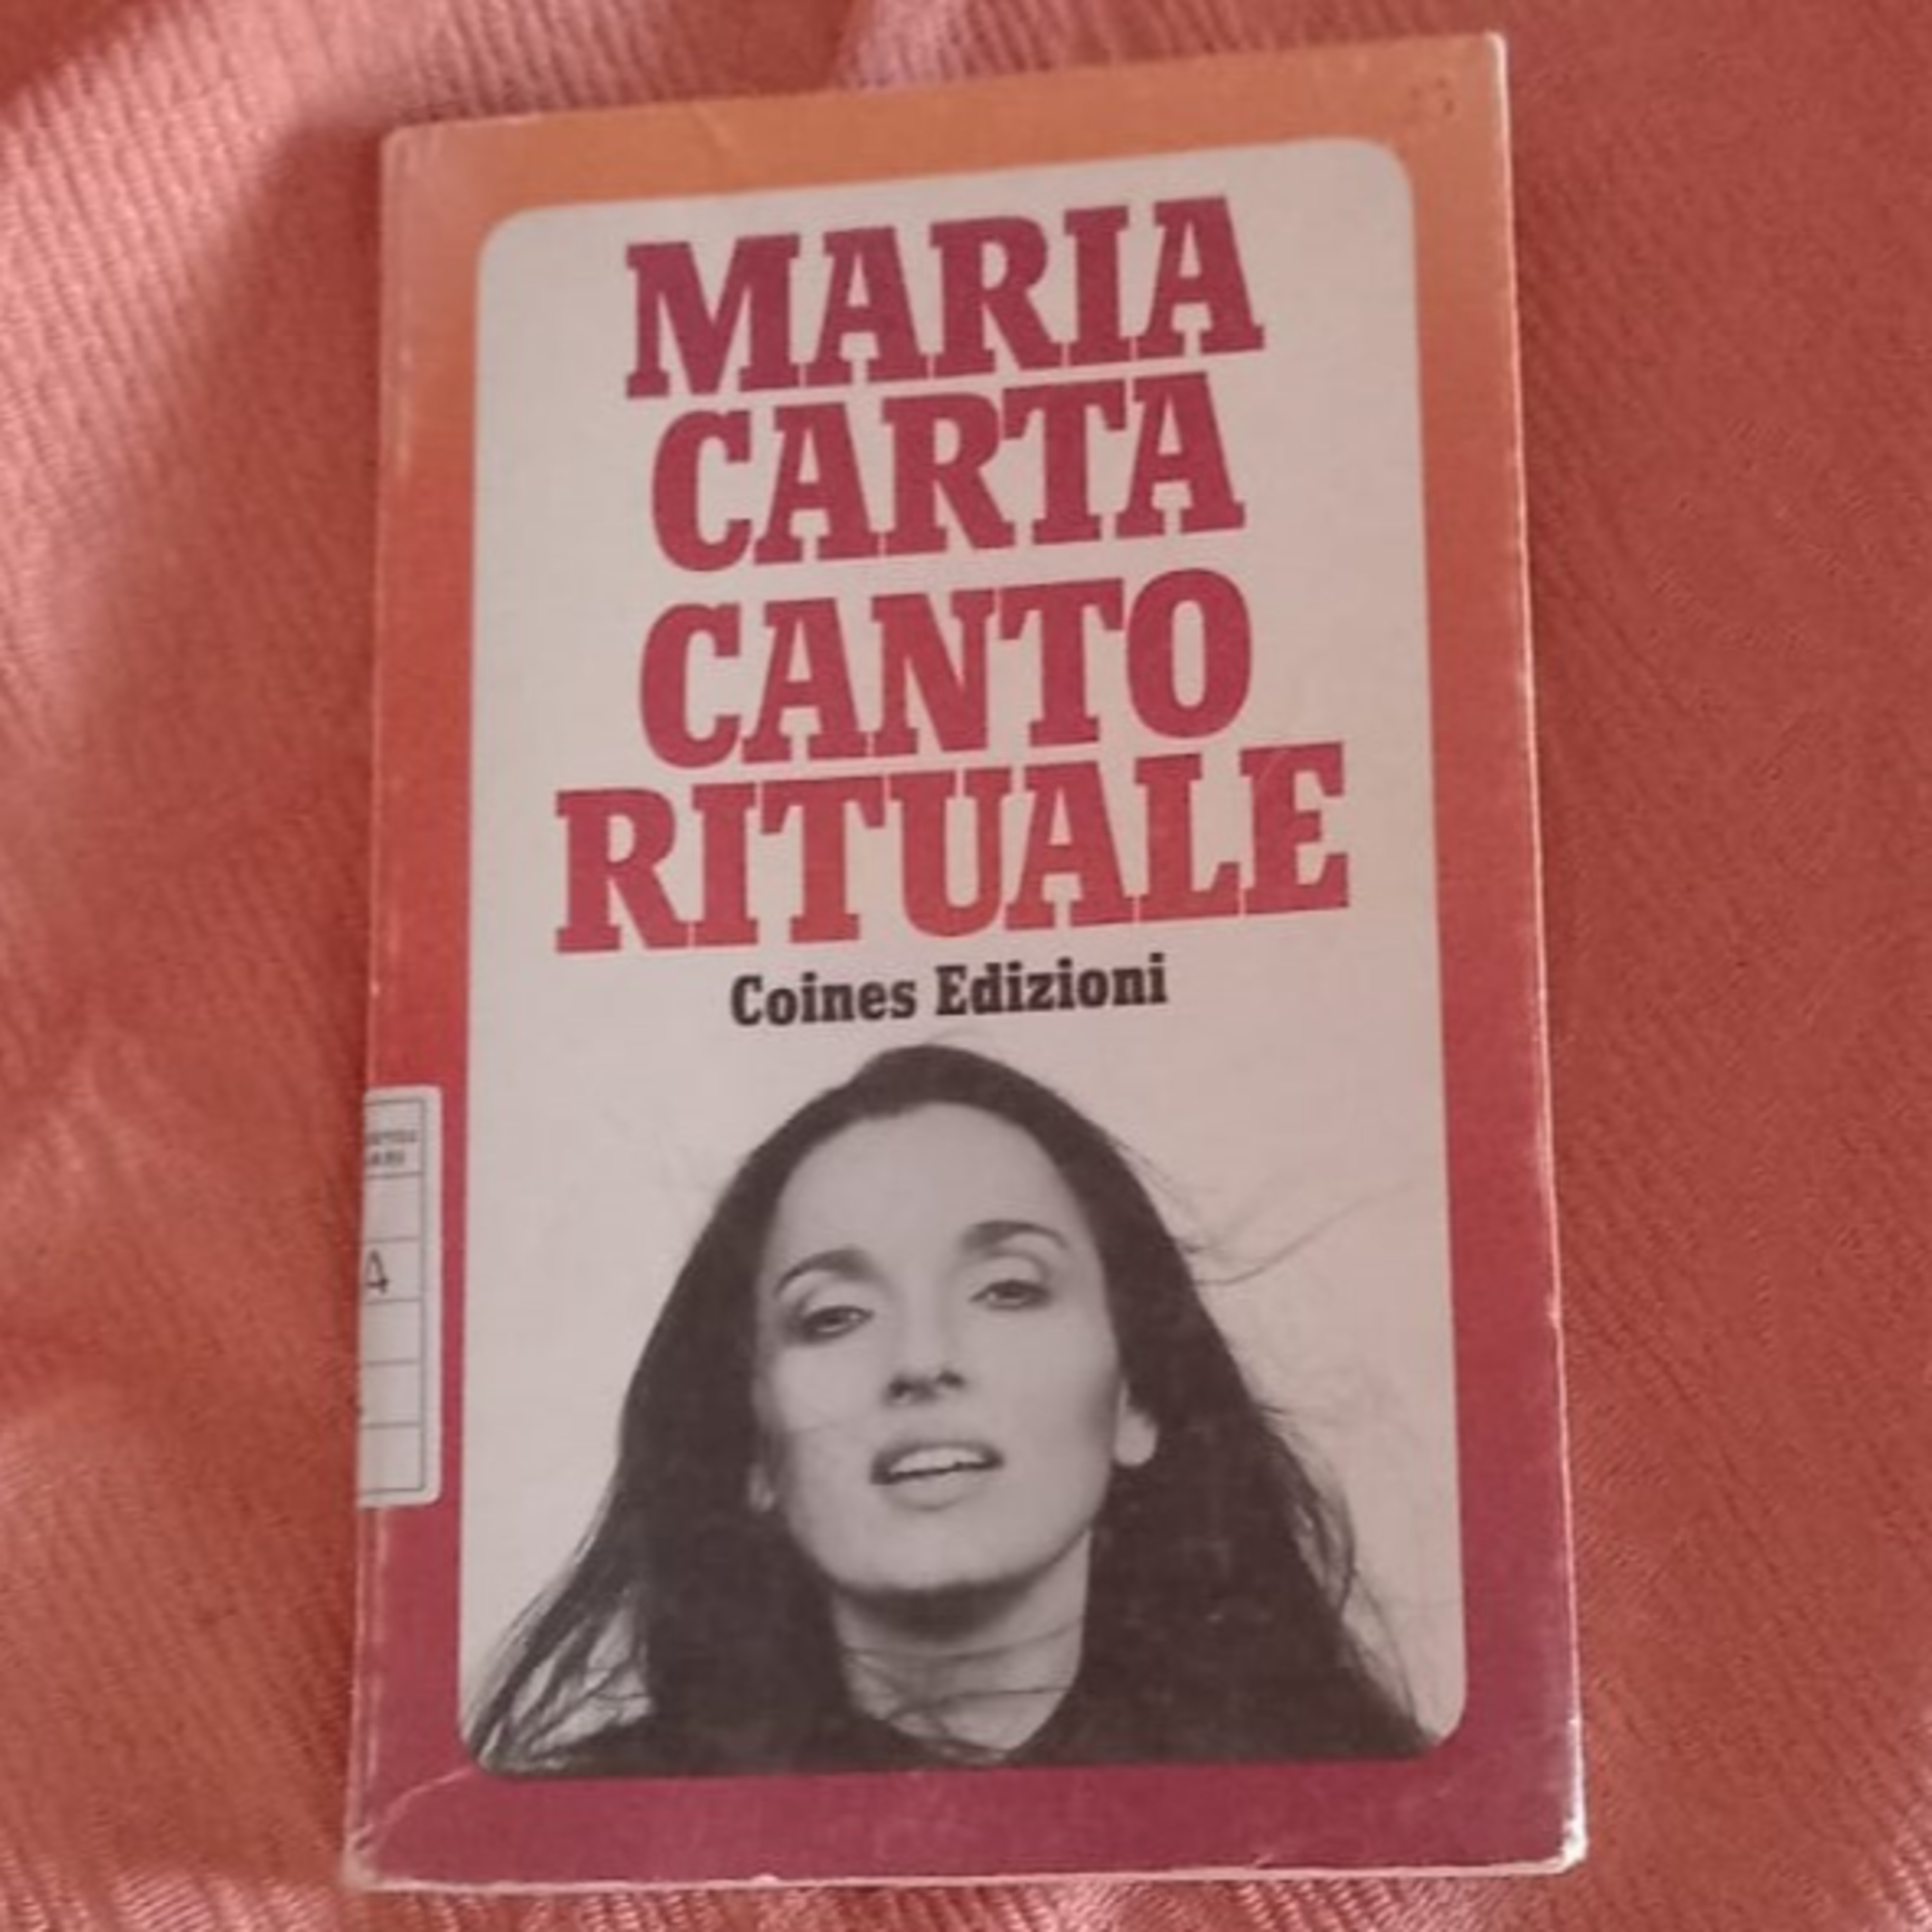 MARIA
CARTA
CANTO
RITUALE
Coines Edizioni
A